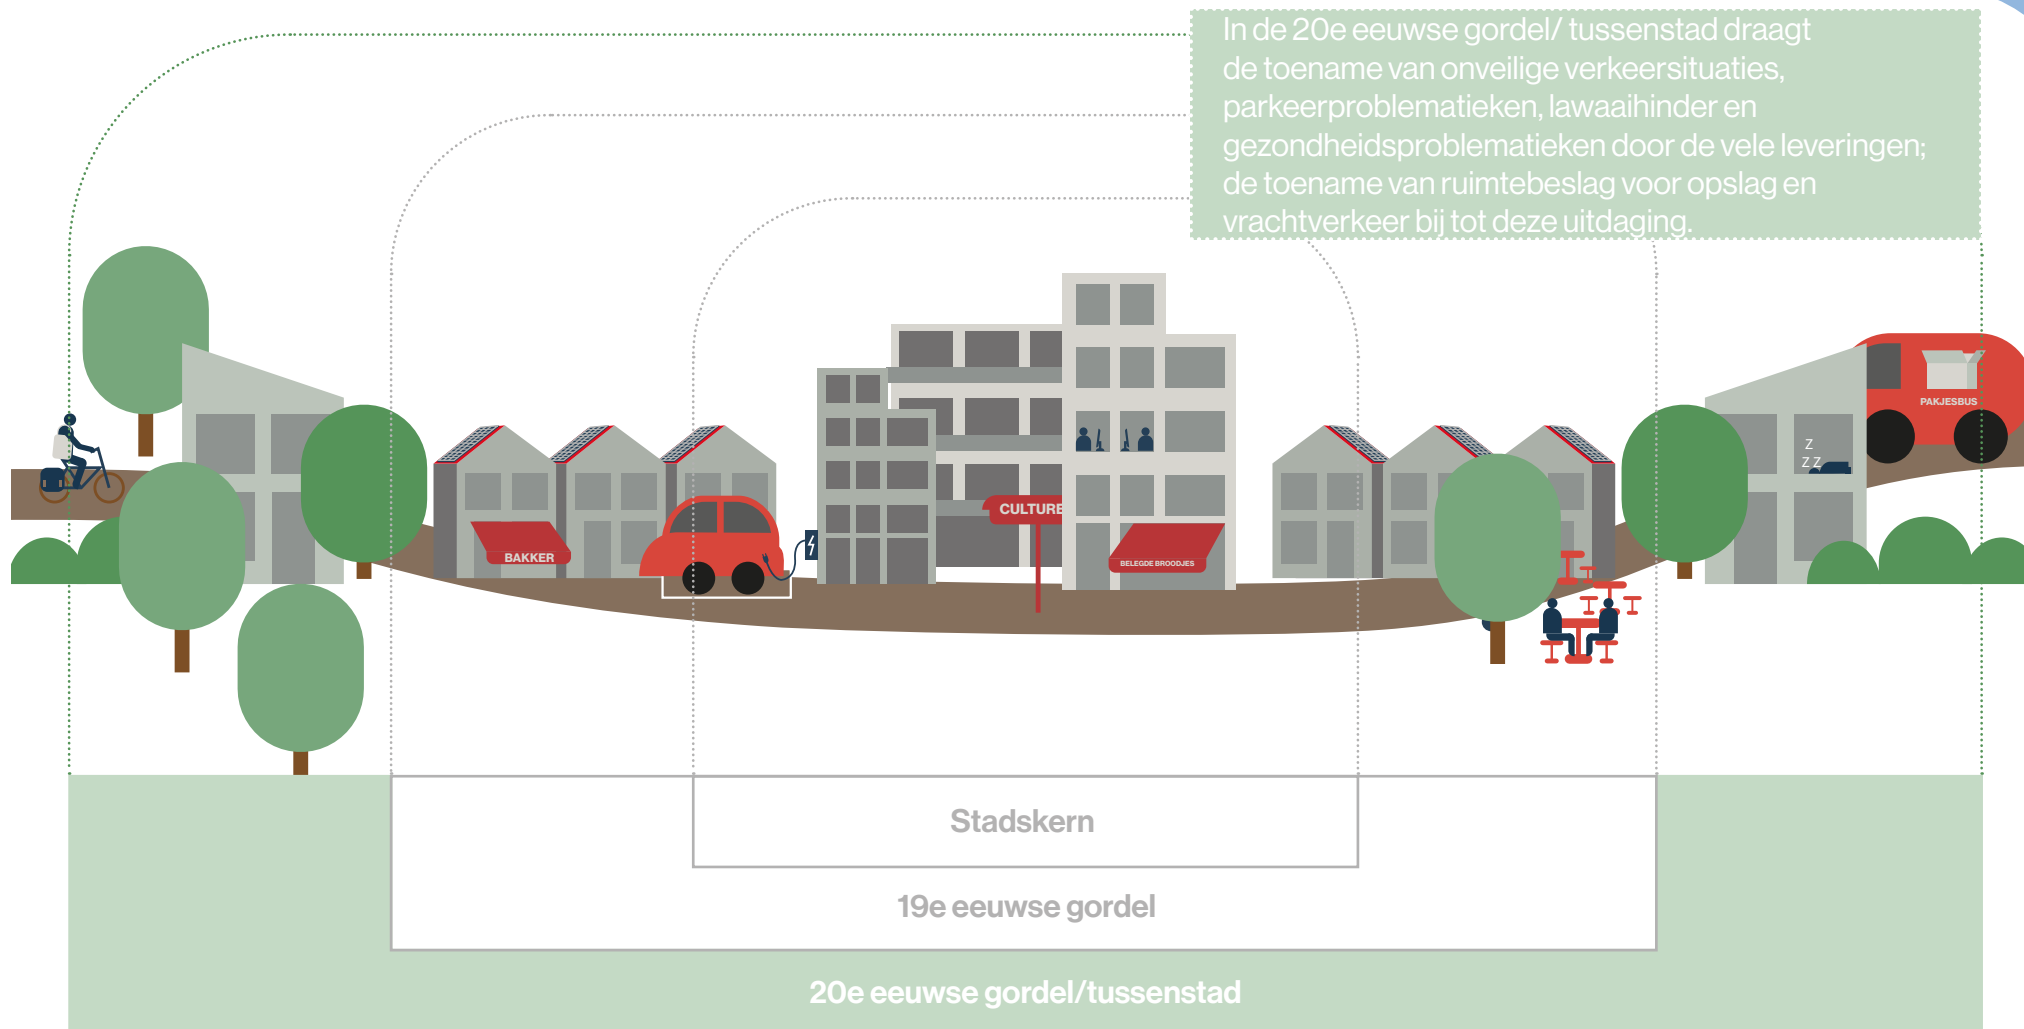 In de 20e eeuwse gordel/ tussenstad draagt
de toename van onveilige verkeersituaties,
parkeerproblematieken, lawaaihinder en
gezondheidsproblematieken door de vele leveringen;
de toename van ruimtebeslag voor opslag en
vrachtverkeer bij tot deze uitdaging.
PAKJESBUS
Z
Z Z
CULTURE
BAKKER
BELEGDE BROODJES
Stadskern
19e eeuwse gordel
20e eeuwse gordel/tussenstad